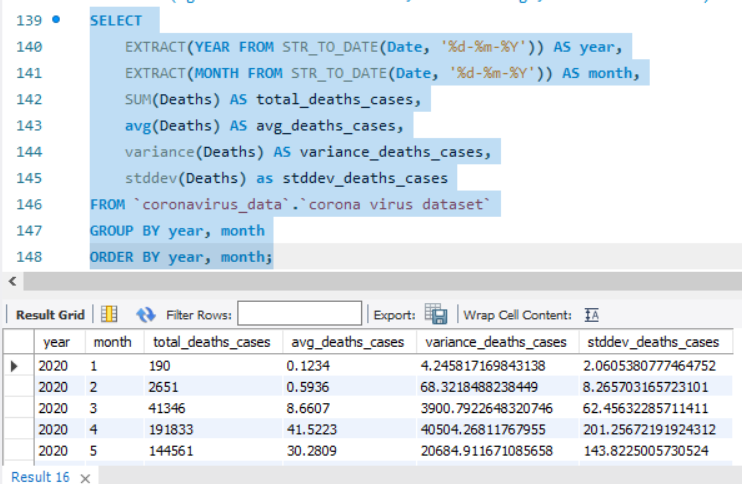 139 SELECT
140 EXTRACT(YEAR FROM STR_TO_DATE(Date, '%d-%m-%Y')) AS year,
141 EXTRACT(MONTH FROM STR_TO_DATE(Date, '%d-%m-%Y')) AS month,
142 SUM(Deaths) AS total_deaths_cases,
143 avg(Deaths) AS avg_deaths_cases,
144 variance(Deaths) AS variance_deaths_cases,
145 stddev(Deaths) as stddev_deaths_cases
146 FROM `coronavirus_data`.`corona virus dataset`
147 GROUP BY year, month
148 ORDER BY year, month;
Result Grid Filter Rows: Export: Wrap Cell Content: IA
year month total_deaths_cases avg_deaths_cases variance_deaths_cases stddev_deaths_cases
2020 1 190 0.1234 4.245817169843138 2.0605380777464752
2020 2 2651 0.5936 68.3218488238449 8.265703165723101
2020 3 41346 8.6607 3900.7922648320746 62.45632285711411
2020 4 191833 41.5223 40504.26811767955 201.25672191924312
2020 5 144561 30.2809 20684.911671085658 143.8225005730524
Result 16